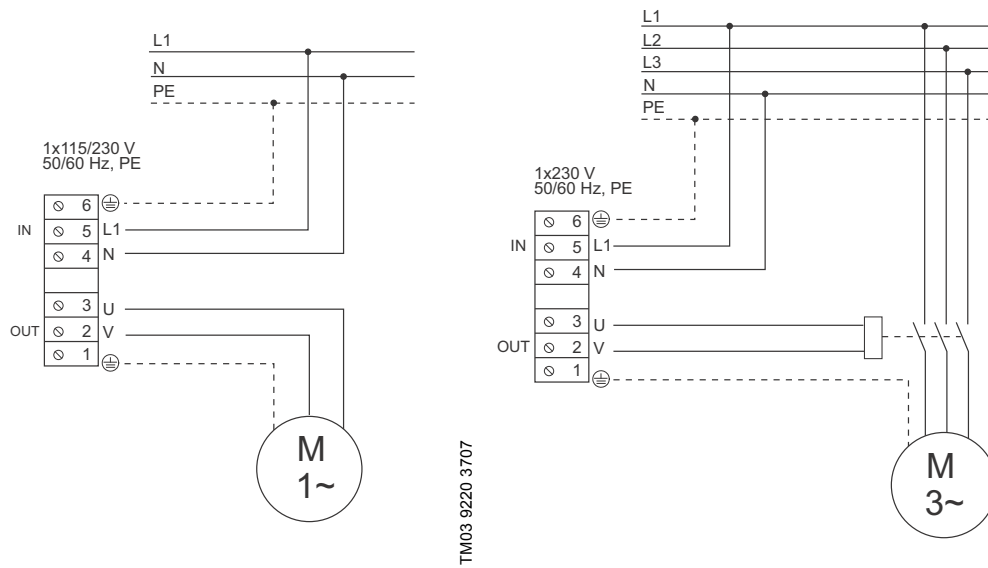 L1
N
PE
1x115/230 V
50/60 Hz, PE
6
IN 5 L1
4 N
3 U
OUT 2 V
1
M
1~
TM03 9220 3707
L1
L2
L3
N
PE
1x230 V
50/60 Hz, PE
6
IN 5 L1
4 N
3 U
OUT 2 V
1
M
3~